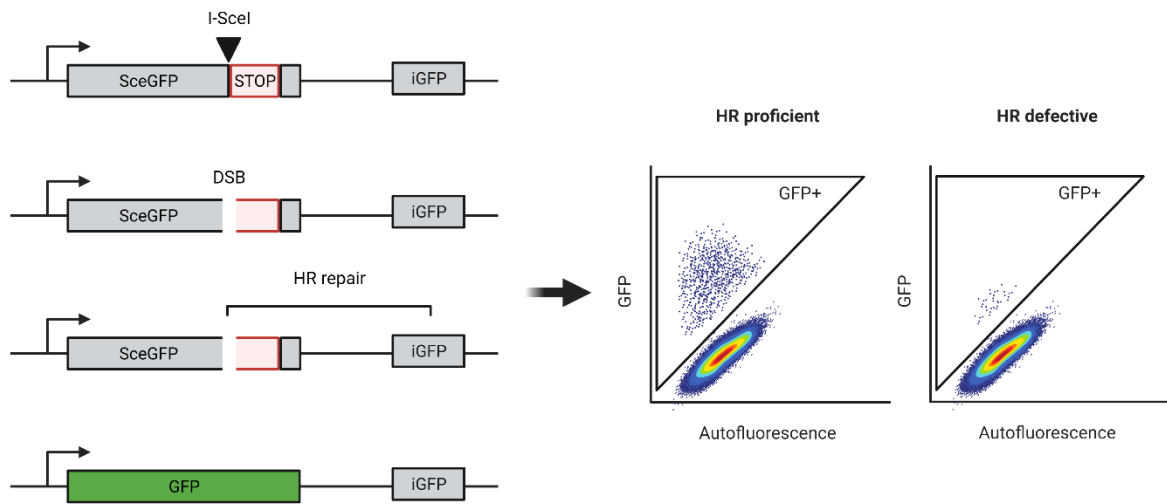 I-SceI
SceGFP
STOP
iGFP
DSB
SceGFP
iGFP
HR repair
SceGFP
iGFP
GFP
iGFP
HR proficient
GFP+
GFP
Autofluorescence
HR defective
GFP+
GFP
Autofluorescence